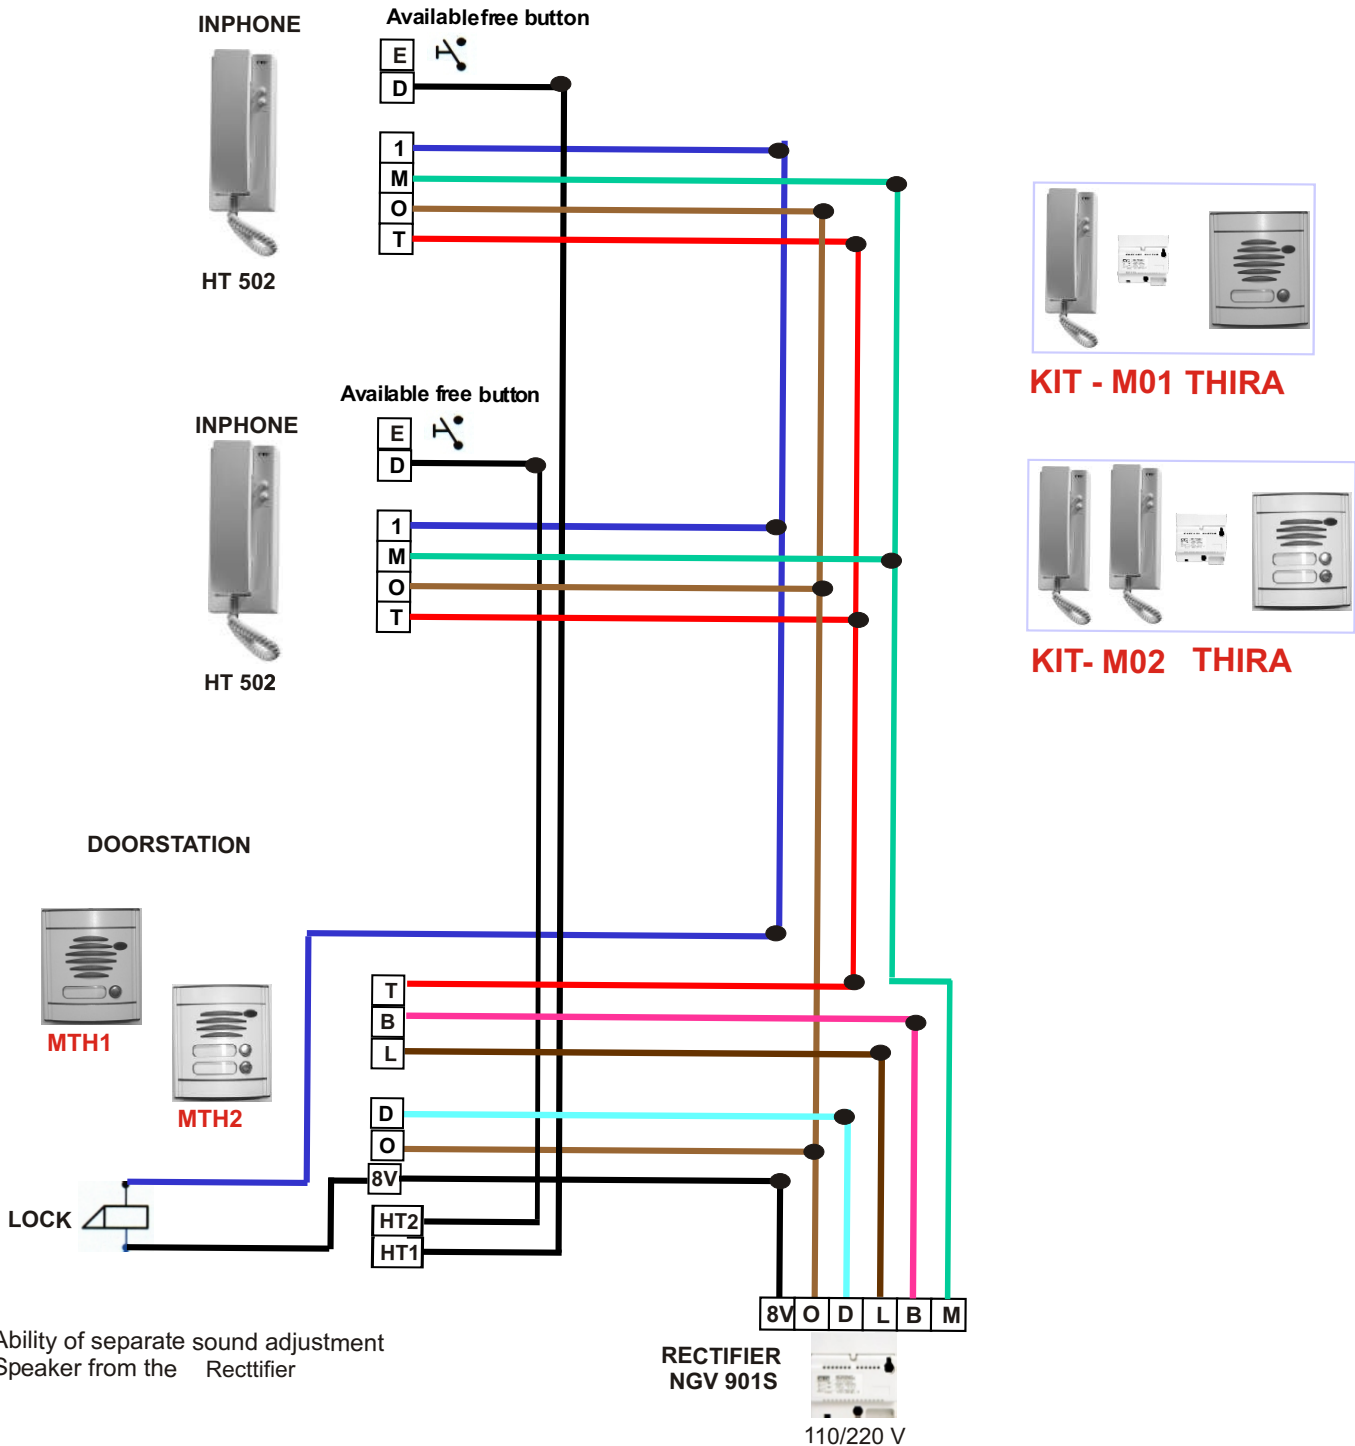 INPHONE
Available free button
E
D
1
M
O
T
HT 502
KIT - M01 THIRA
INPHONE
Available free button
E
D
1
M
O
T
HT 502
KIT- M02 THIRA
DOORSTATION
MTH1
MTH2
T
B
L
D
O
8V
HT2
HT1
LOCK
8V O D L B M
RECTIFIER
NGV 901S
110/220 V
Ability of separate sound adjustment
Speaker from the Recttifier